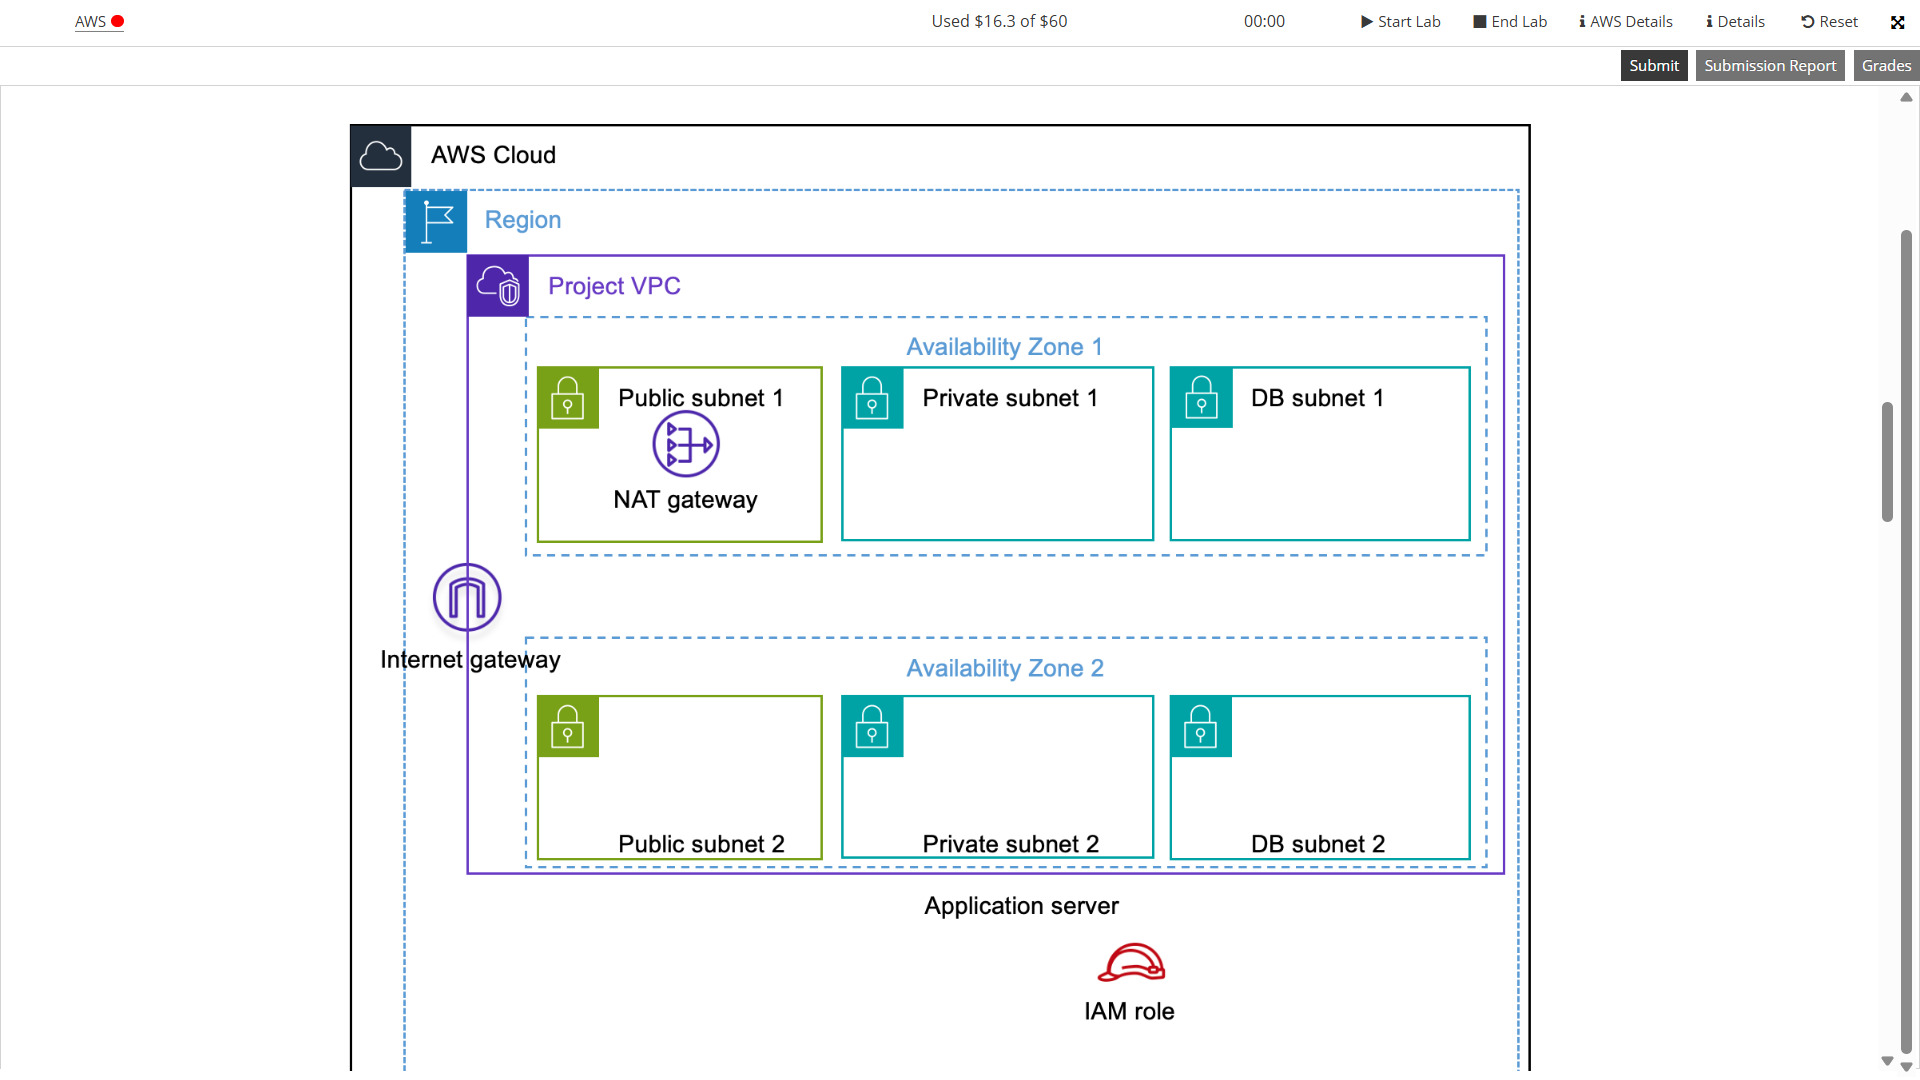 AWS
Used $16.3 of $60
00:00
Start Lab
End Lab
AWS Details
Details
Reset
Submit
Submission Report
Grades
AWS Cloud
Region
Project VPC
Availability Zone 1
Public subnet 1
Private subnet 1
DB subnet 1
NAT gateway
Internet gateway
Availability Zone 2
Public subnet 2
Private subnet 2
DB subnet 2
Application server
IAM role